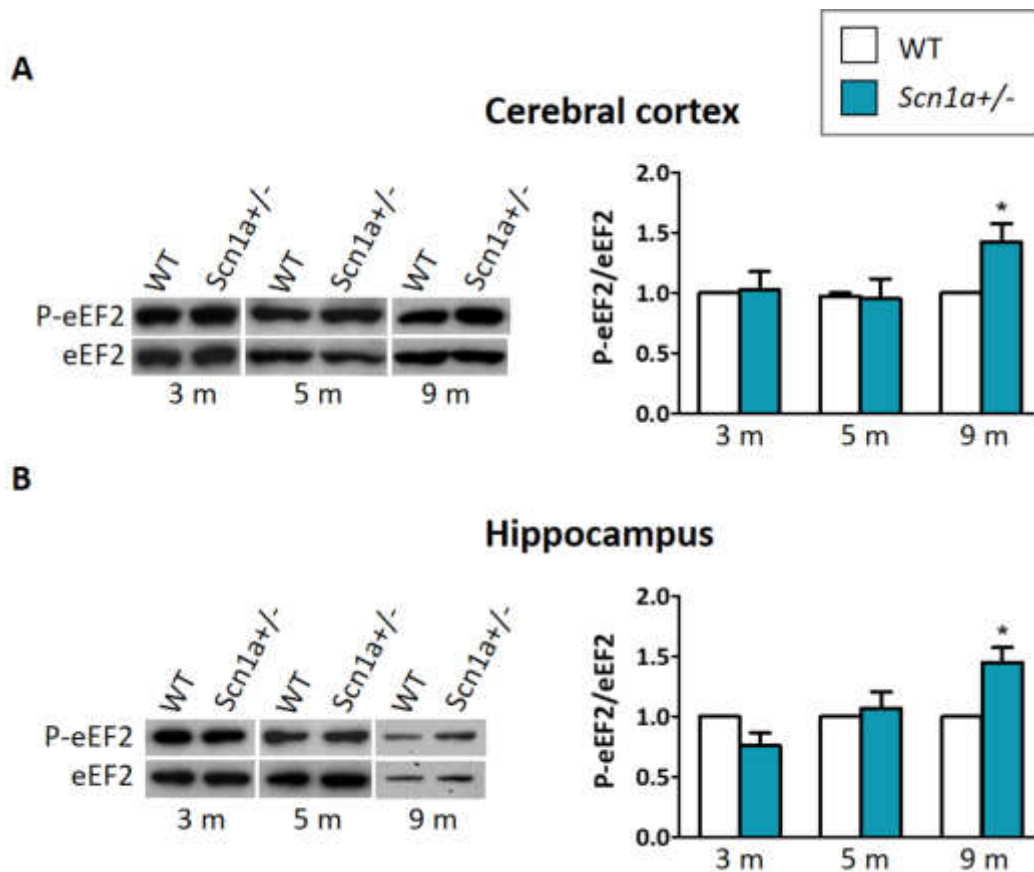 WT
Scn1a+/-
A
Cerebral cortex
WT Scn1a+/- WT Scn1a+/- WT Scn1a+/-
P-eEF2
eEF2
3 m 5 m 9 m
P-eEF2/eEF2
2.0
1.5
1.0
0.5
0.0
*
3 m 5 m 9 m
B
Hippocampus
WT Scn1a+/- WT Scn1a+/- WT Scn1a+/-
P-eEF2
eEF2
3 m 5 m 9 m
P-eEF2/eEF2
2.0
1.5
1.0
0.5
0.0
*
3 m 5 m 9 m